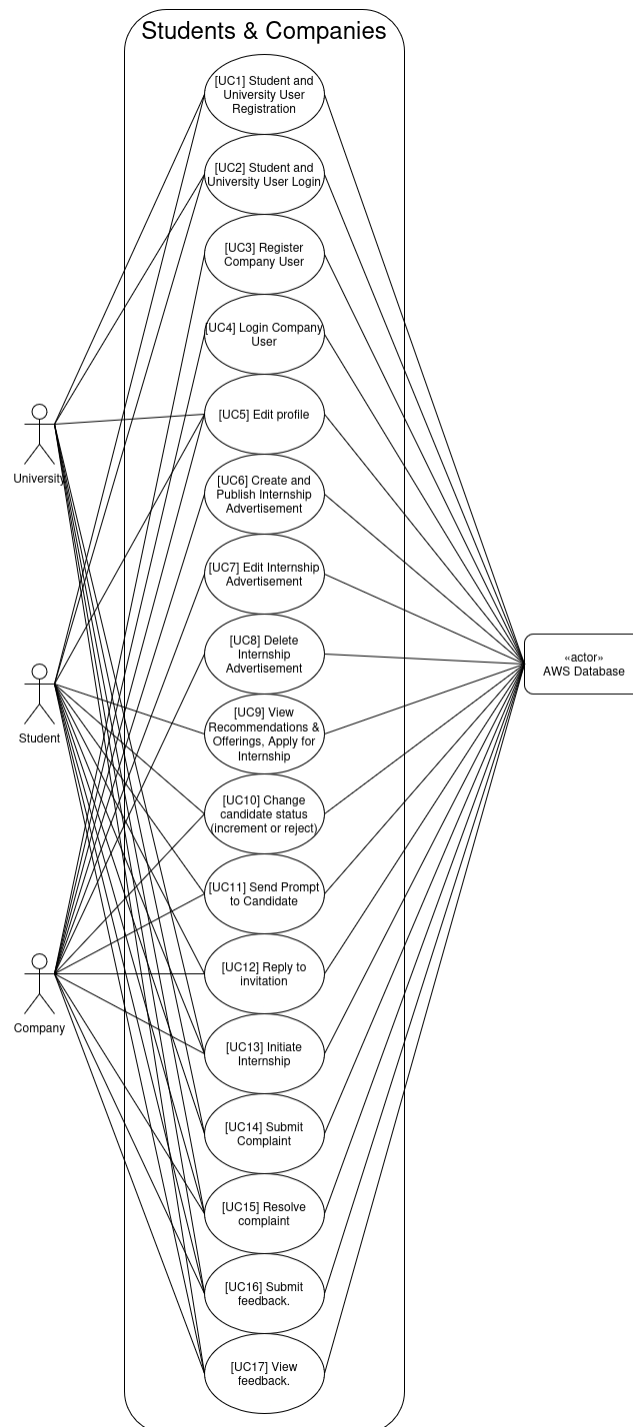 Students & Companies
[UC1] Student and
University User
Registration
[UC2] Student and
University User Login
[UC3] Register
Company User
[UC4] Login Company
User
[UC5] Edit profile
University
[UC6] Create and
Publish Internship
Advertisement
[UC7] Edit Internship
Advertisement
[UC8] Delete
Internship
Advertisement
«actor»
AWS Database
Student
[UC9] View
Recommendations &
Offerings, Apply for
Internship
[UC10] Change
candidate status
(increment or reject)
[UC11] Send Prompt
to Candidate
[UC12] Reply to
invitation
Company
[UC13] Initiate
Internship
[UC14] Submit
Complaint
[UC15] Resolve
complaint
[UC16] Submit
feedback.
[UC17] View
feedback.